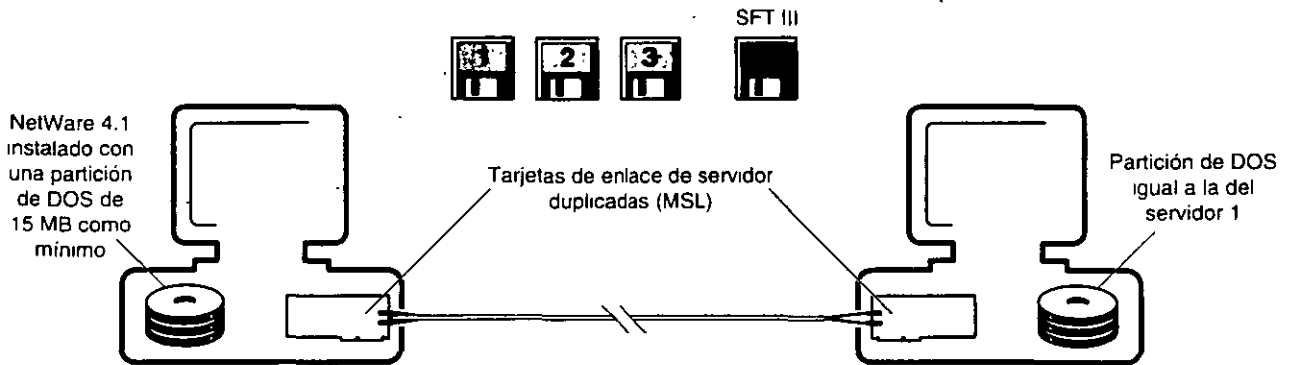 SFT III
1 2 3
NetWare 4.1
instalado con
una partición
de DOS de
15 MB como
mínimo
Tarjetas de enlace de servidor
duplicadas (MSL)
Partición de DOS
igual a la del
servidor 1